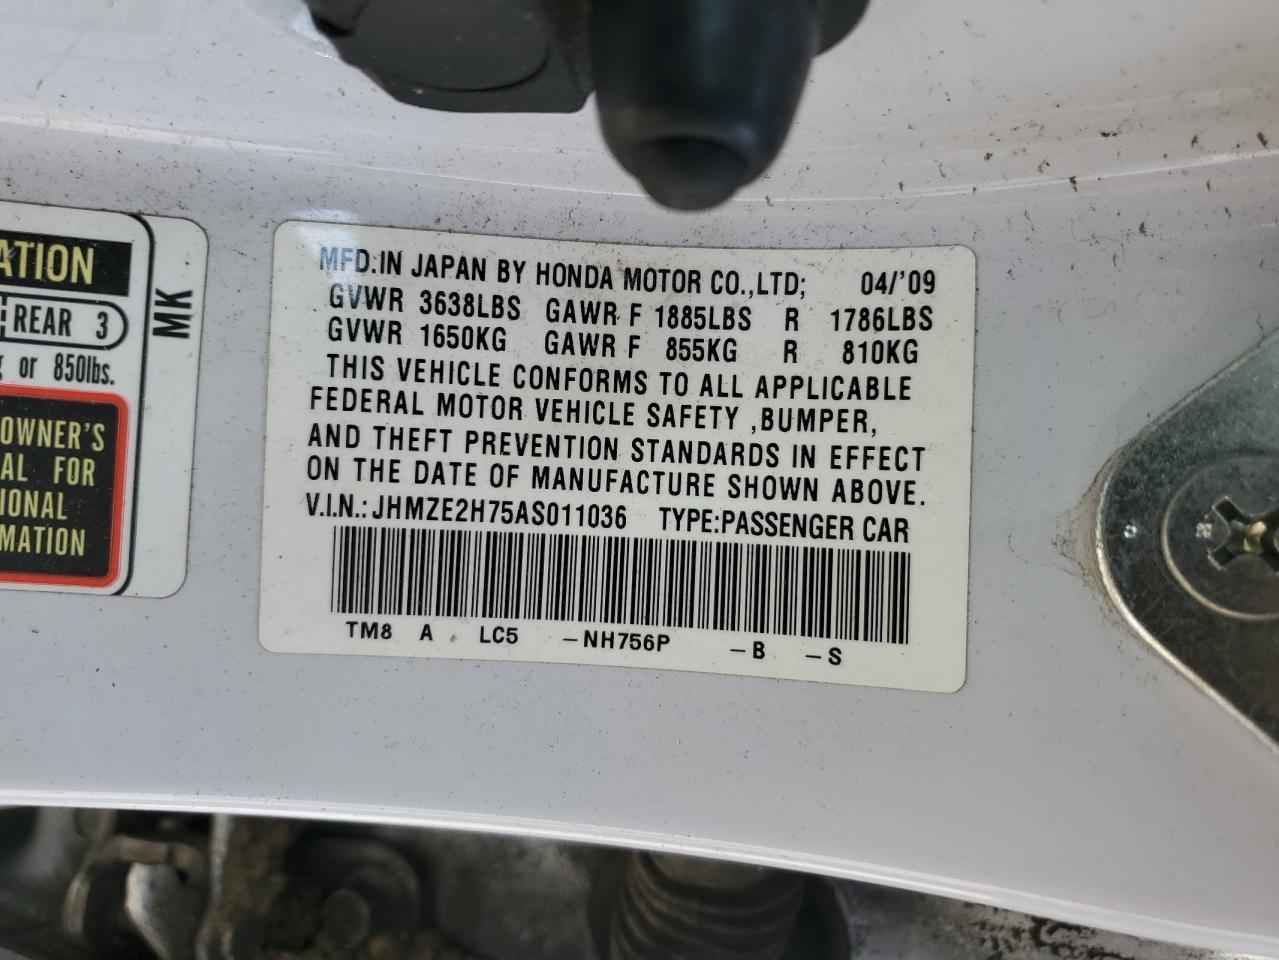 ATION
REAR 3
or 850lbs.
OWNER'S
AL FOR
IONAL
MATION
MK
MFD.IN JAPAN BY HONDA MOTOR CO.,LTD; 04/'09
GVWR 3638LBS GAWR F 1885LBS R 1786LBS
GVWR 1650KG GAWR F 855KG R 810KG
THIS VEHICLE CONFORMS TO ALL APPLICABLE
FEDERAL MOTOR VEHICLE SAFETY ,BUMPER,
AND THEFT PREVENTION STANDARDS IN EFFECT
ON THE DATE OF MANUFACTURE SHOWN ABOVE.
V.I.N.: JHMZE2H75AS011036 TYPE:PASSENGER CAR
TM8 A LC5 -NH756P -B -S